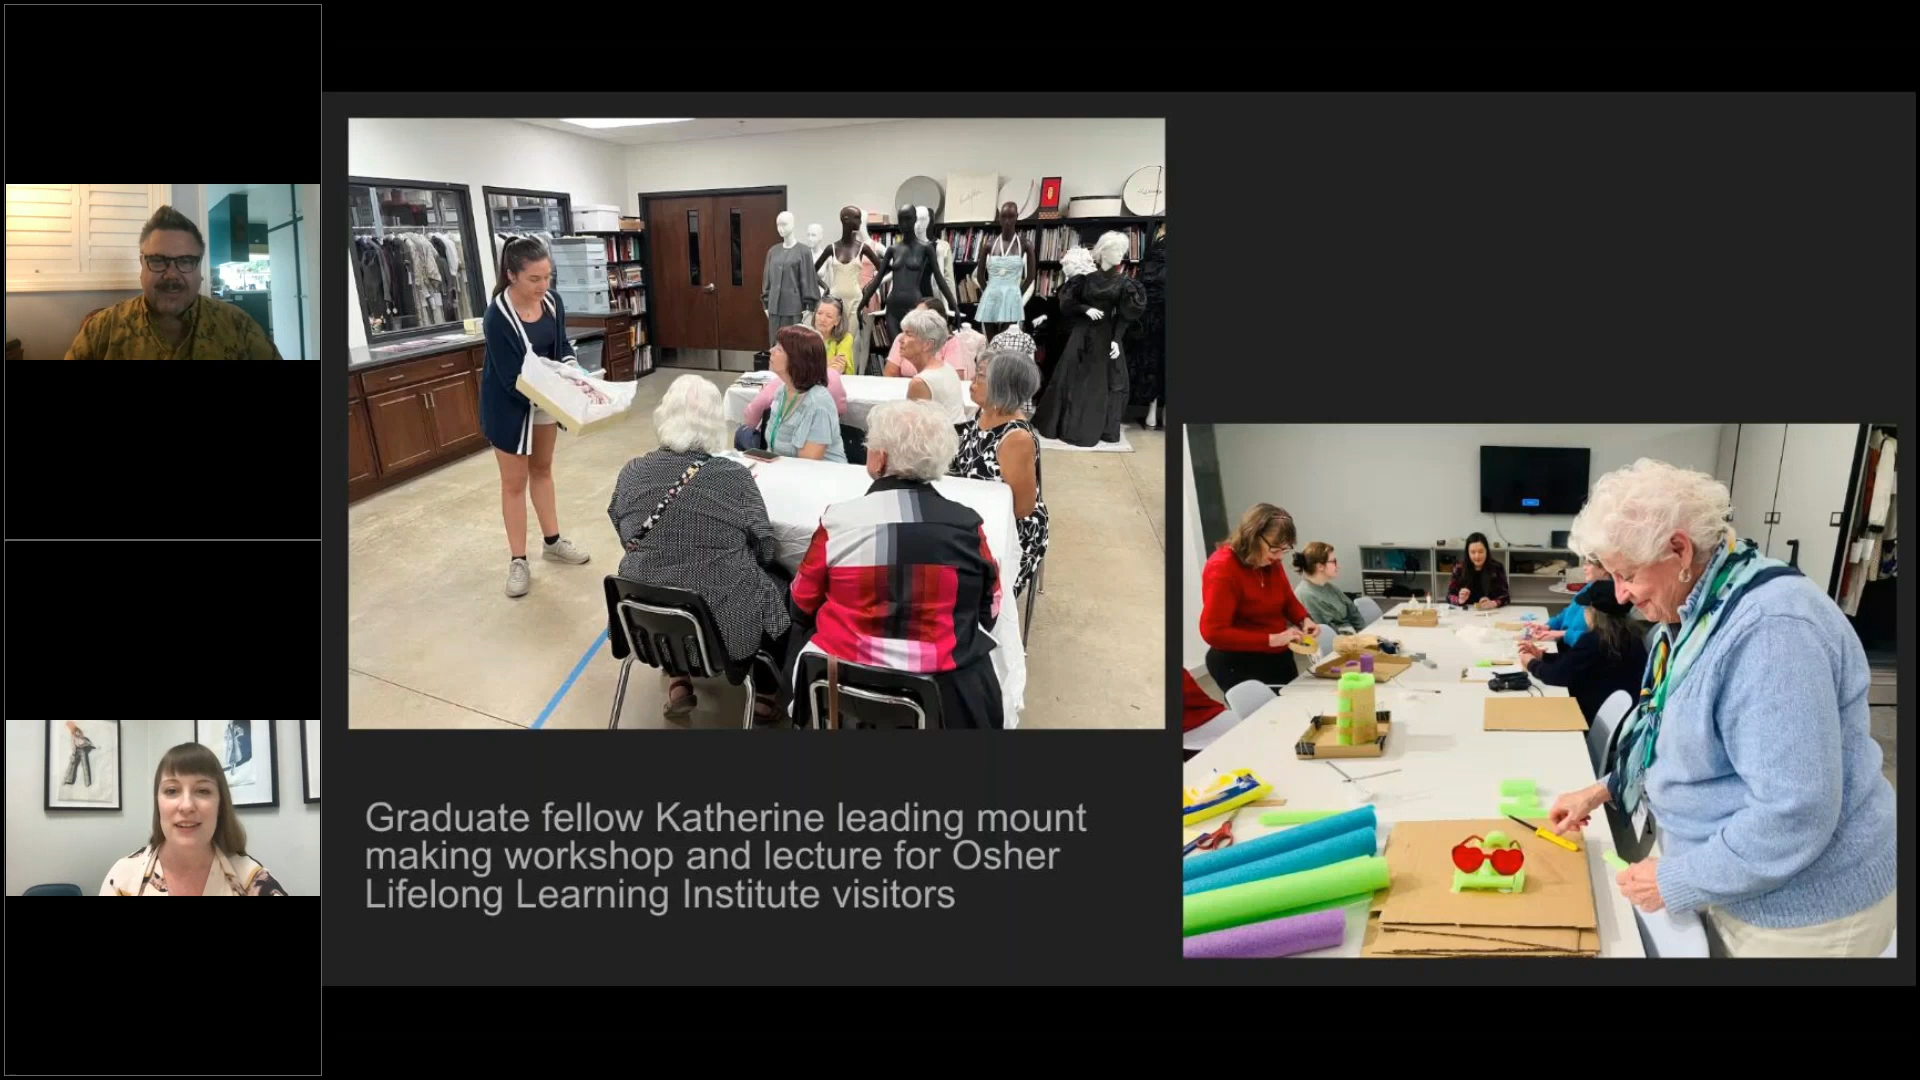 Graduate fellow Katherine leading mount
making workshop and lecture for Osher
Lifelong Learning Institute visitors